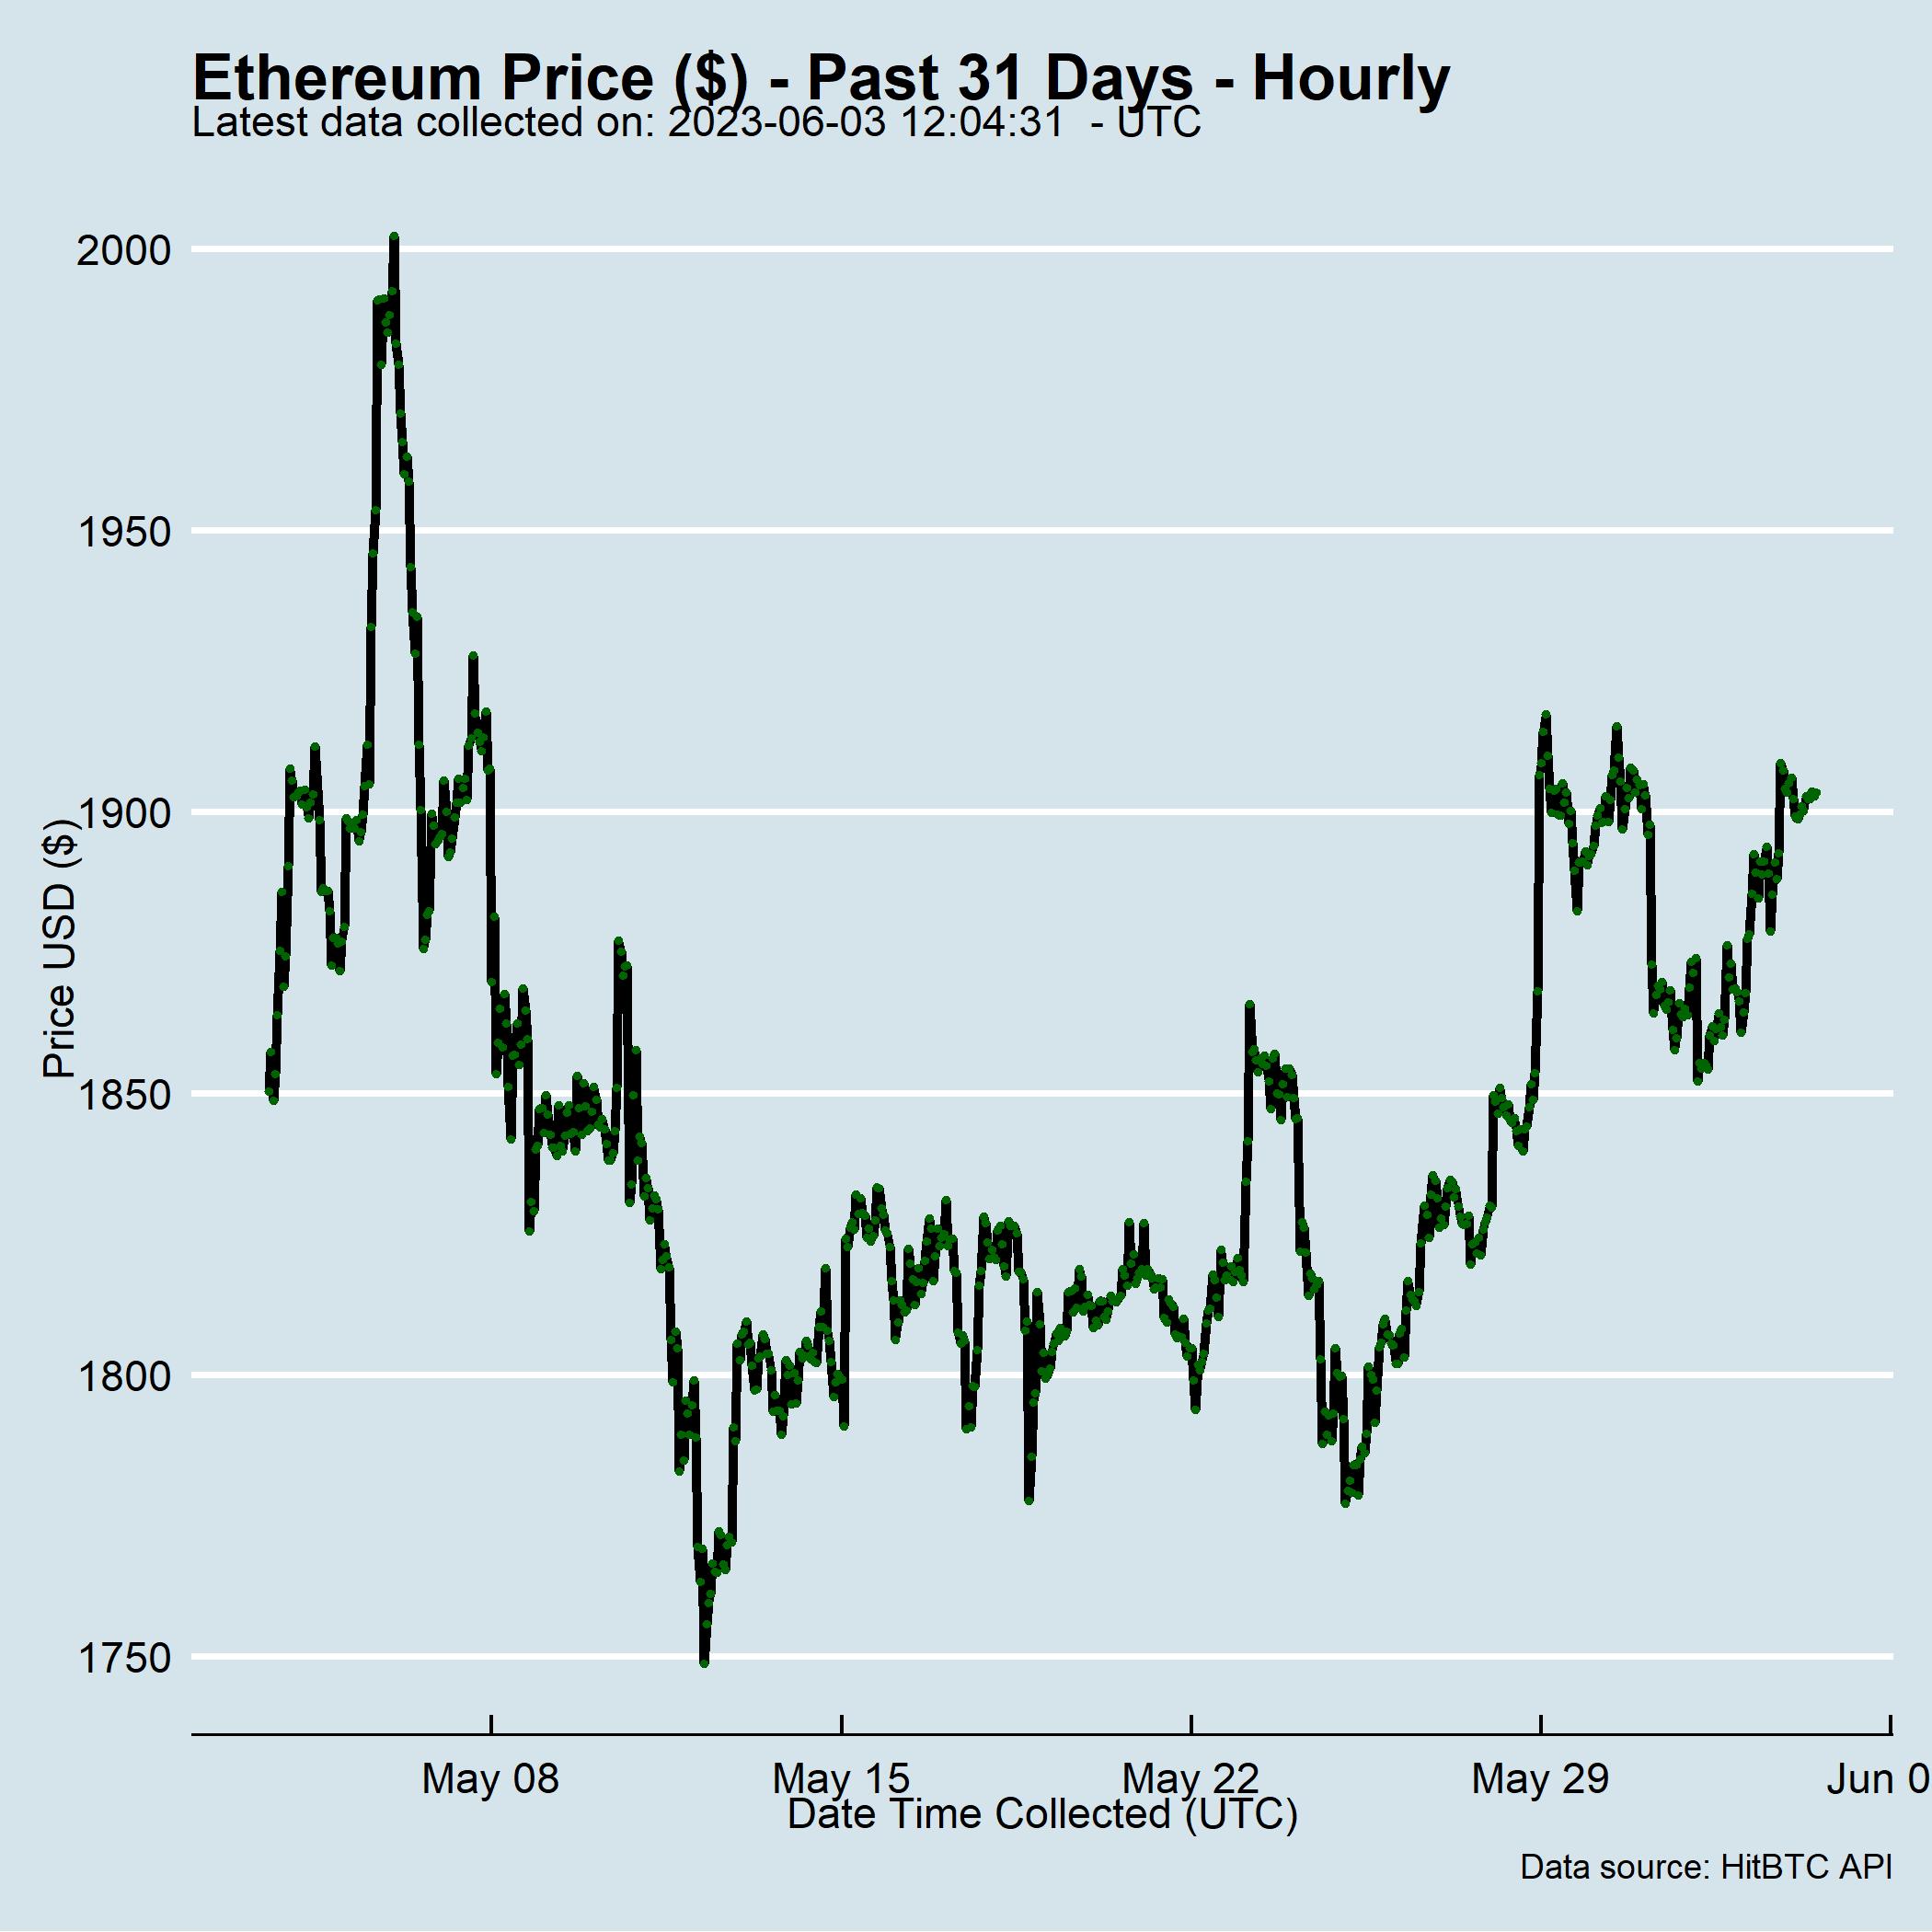 Ethereum Price ($) - Past 31 Days - Hourly
Latest data collected on: 2023-06-03 12:04:31  - UTC
2000
1950
1900
1850
1800
1750
Price USD ($)
May 08
May 15
May 22
May 29
Jun 0
Date Time Collected (UTC)
Data source: HitBTC API